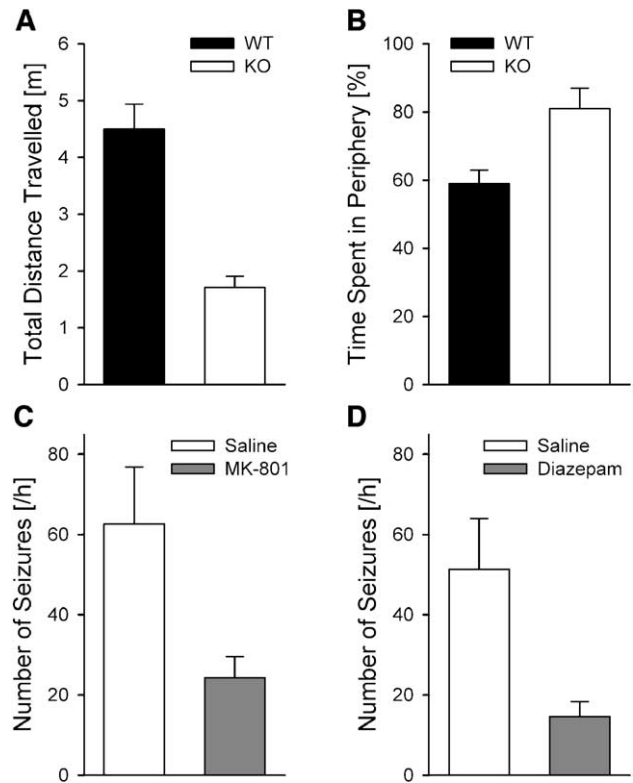 A
Total Distance Travelled [m]
6
5
4
3
2
1
0
WT
KO
B
Time Spent in Periphery [%]
100
80
60
40
20
0
WT
KO
C
Number of Seizures [/h]
80
60
40
20
0
Saline
MK-801
D
Number of Seizures [/h]
80
60
40
20
0
Saline
Diazepam